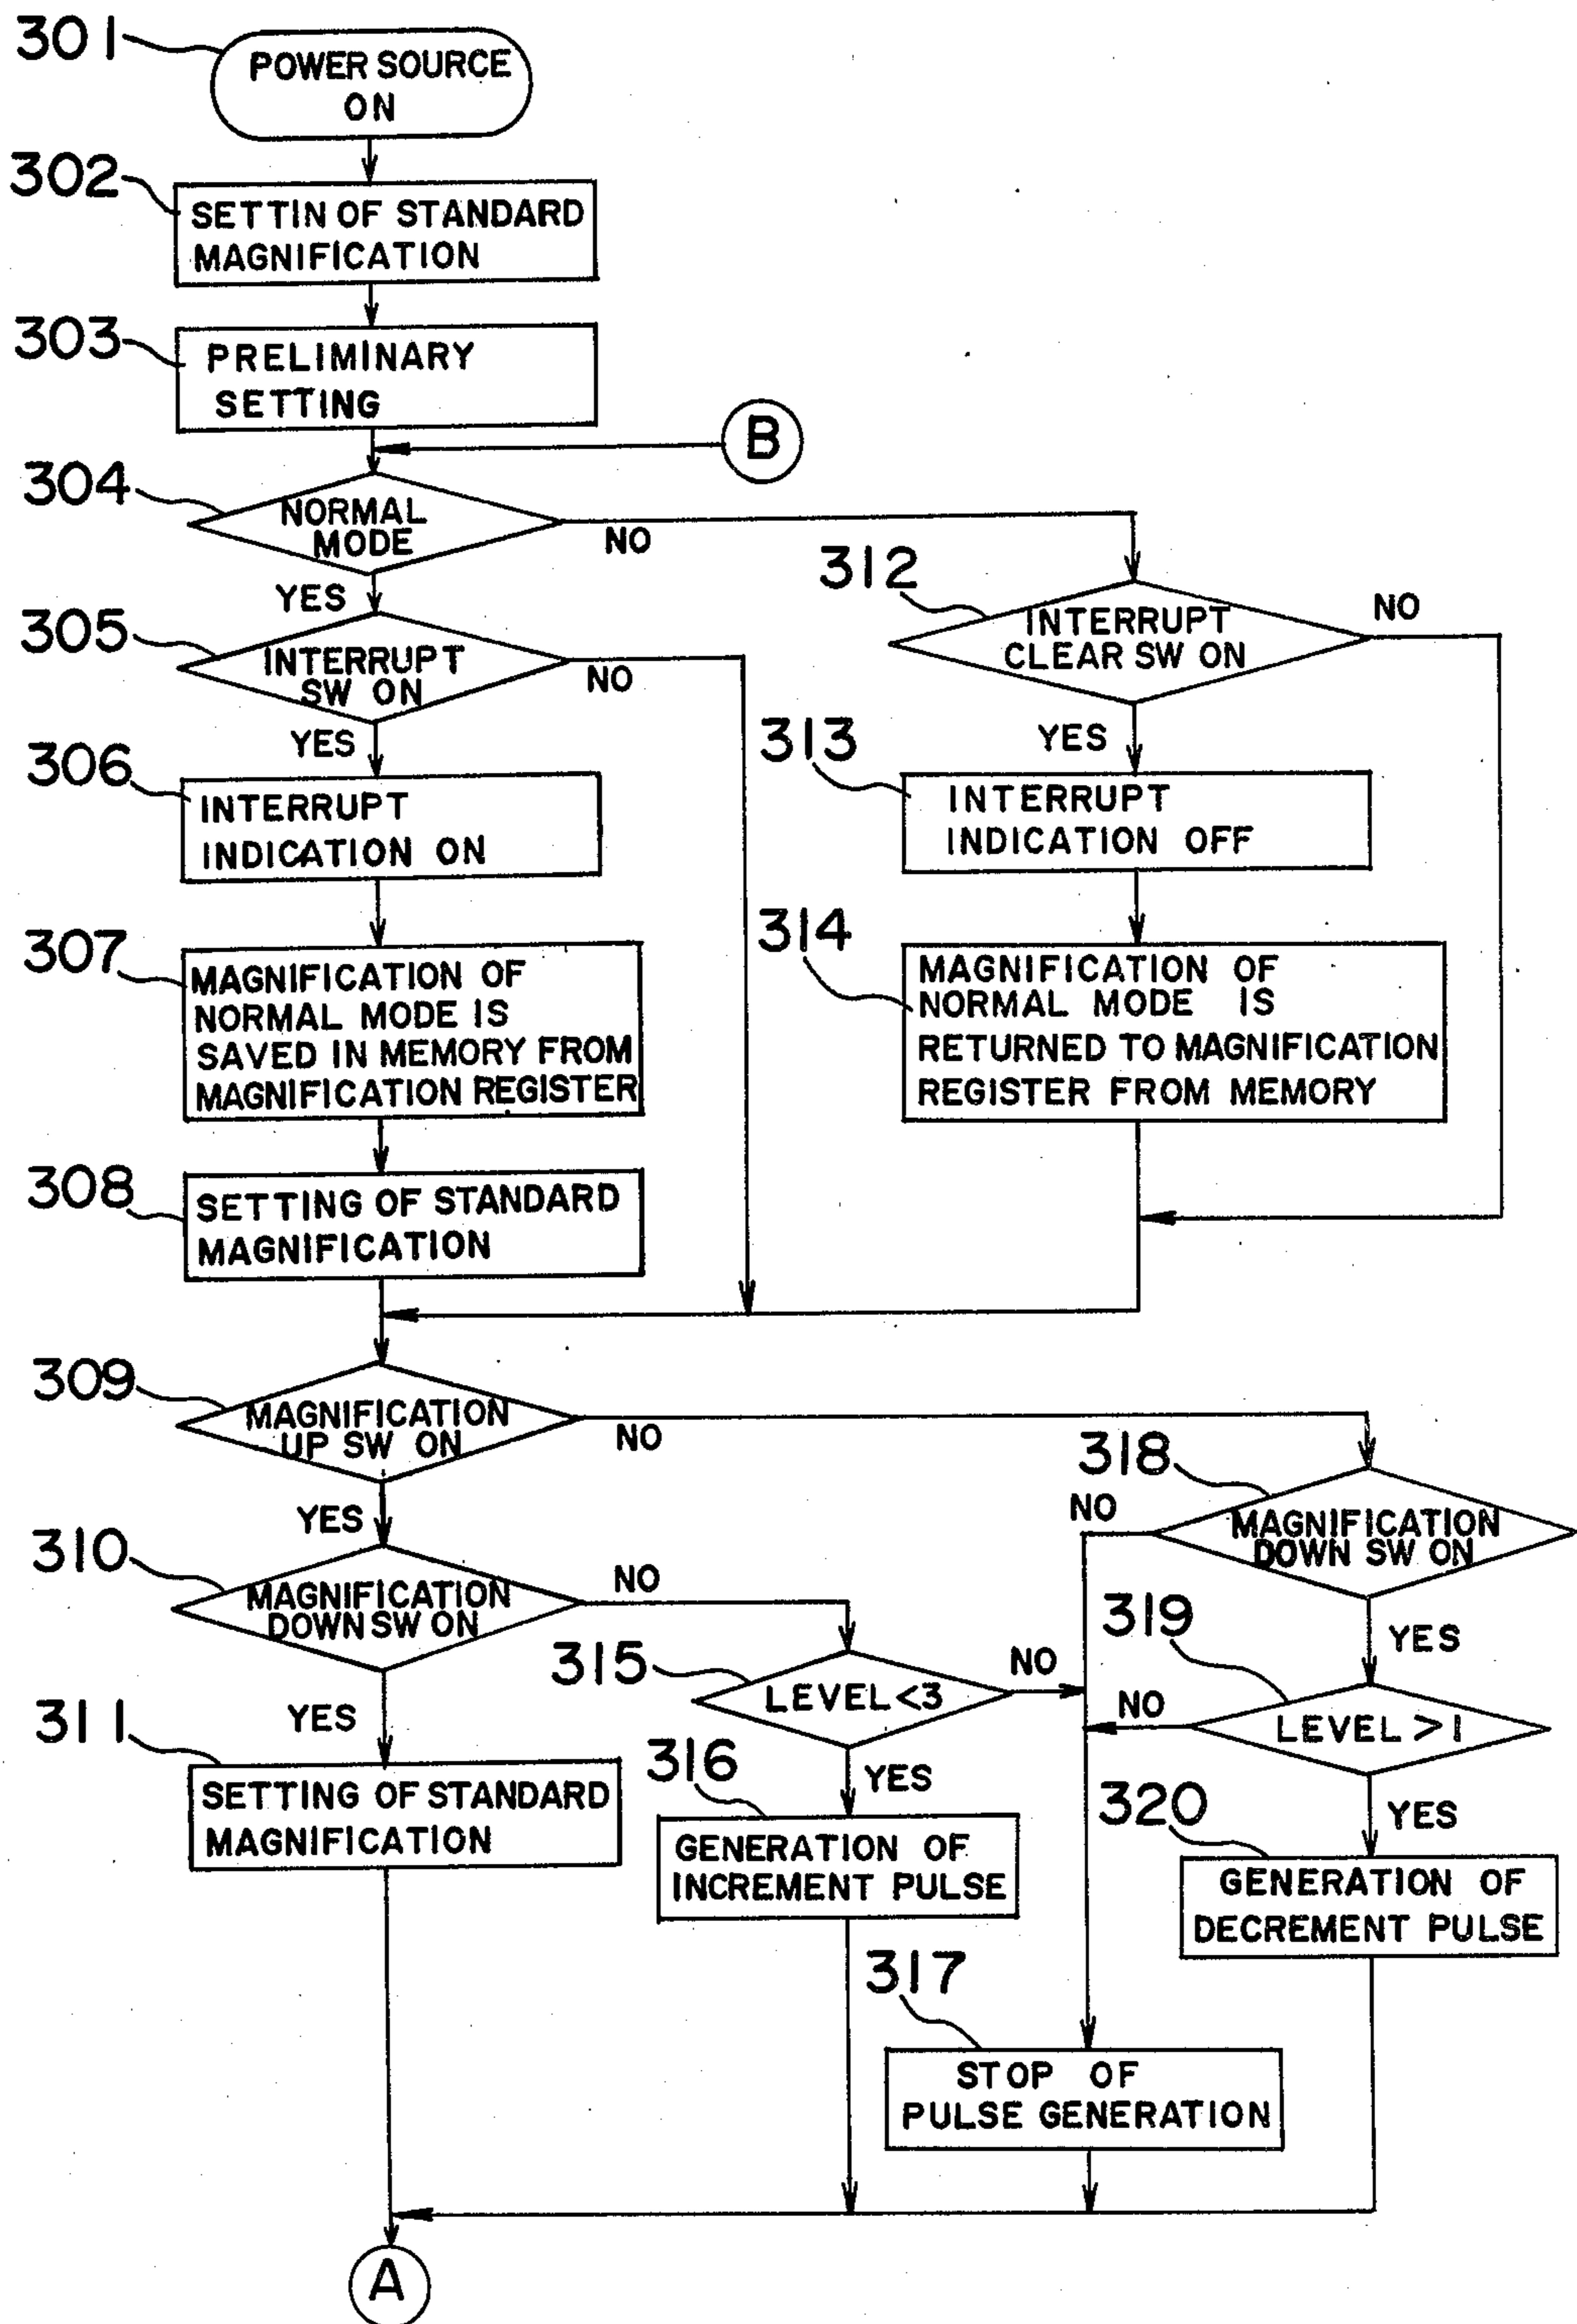 301
POWER SOURCE
ON
302
SETTIN OF STANDARD
MAGNIFICATION
303
PRELIMINARY
SETTING
B
304
NORMAL
MODE
NO
YES
305
INTERRUPT
SW ON
NO
YES
306
INTERRUPT
INDICATION ON
307
MAGNIFICATION OF
NORMAL MODE IS
SAVED IN MEMORY FROM
MAGNIFICATION REGISTER
308
SETTING OF STANDARD
MAGNIFICATION
312
INTERRUPT
CLEAR SW ON
NO
YES
313
INTERRUPT
INDICATION OFF
314
MAGNIFICATION OF
NORMAL MODE IS
RETURNED TO MAGNIFICATION
REGISTER FROM MEMORY
309
MAGNIFICATION
UP SW ON
NO
YES
310
MAGNIFICATION
DOWN SW ON
NO
YES
311
SETTING OF STANDARD
MAGNIFICATION
315
LEVEL<3
NO
YES
316
GENERATION OF
INCREMENT PULSE
317
STOP OF
PULSE GENERATION
318
NO
MAGNIFICATION
DOWN SW ON
YES
319
NO
LEVEL >1
YES
320
GENERATION OF
DECREMENT PULSE
A